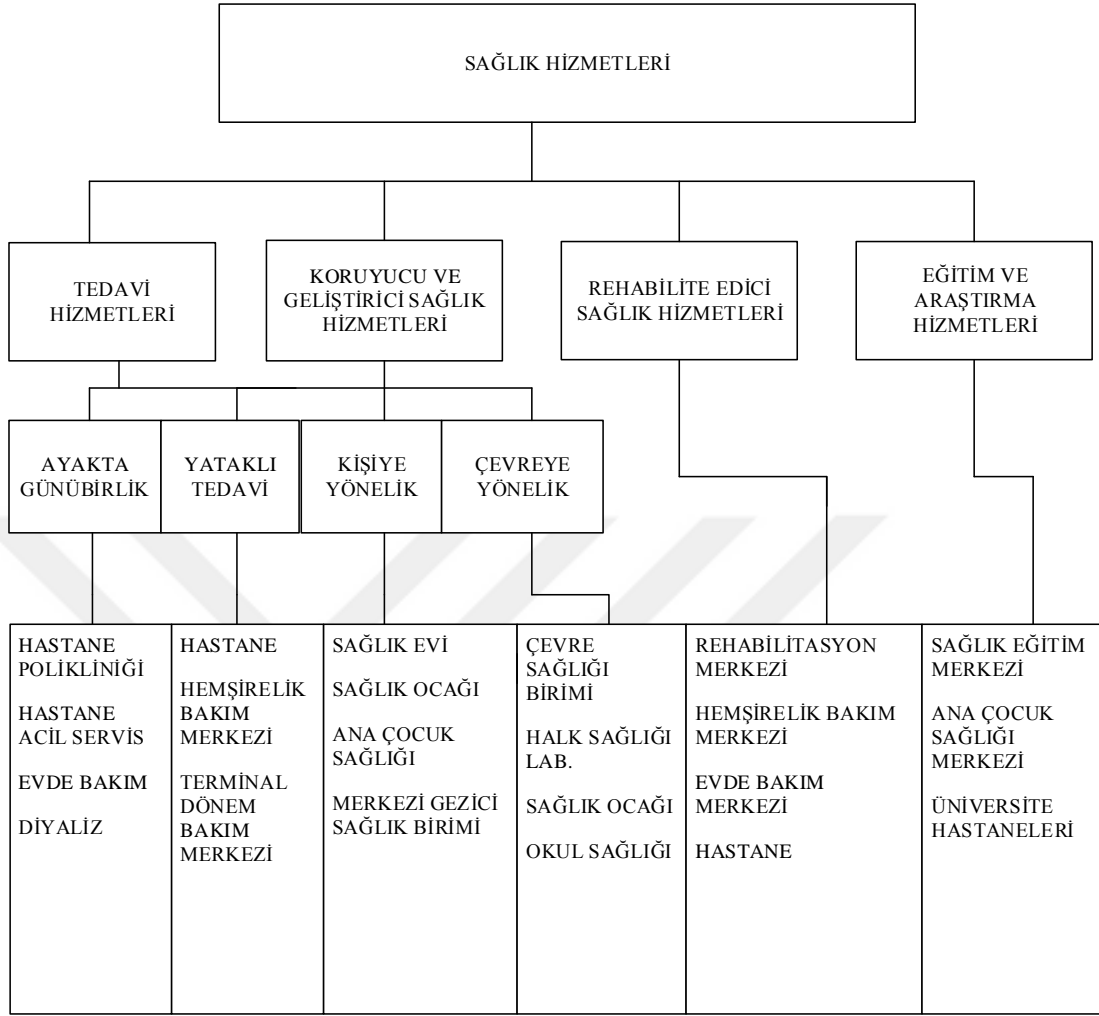 SAĞLIK HİZMETLERİ
TEDAVİ
HİZMETLERİ
KORUYUCU VE
GELİŞTİRİCİ SAĞLIK
HİZMETLERİ
REHABİLİTE EDİCİ
SAĞLIK HİZMETLERİ
EĞİTİM VE
ARAŞTIRMA
HİZMETLERİ
AYAKTA
GÜNÜBİRLİK
YATAKLI
TEDAVİ
KİŞİYE
YÖNELİK
ÇEVREYE
YÖNELİK
HASTANE
POLİKLİNİĞİ
HASTANE
ACİL SERVİS
EVDE BAKIM
DİYALİZ
HASTANE
HEMŞİRELİK
BAKIM
MERKEZİ
TERMİNAL
DÖNEM
BAKIM
MERKEZİ
SAĞLIK EVİ
SAĞLIK OCAĞI
ANA ÇOCUK
SAĞLIĞI
MERKEZİ GEZİCİ
SAĞLIK BİRİMİ
ÇEVRE
SAĞLIĞI
BİRİMİ
HALK SAĞLIĞI
LAB.
SAĞLIK OCAĞI
OKUL SAĞLIĞI
REHABİLİTASYON
MERKEZİ
HEMŞİRELİK BAKIM
MERKEZİ
EVDE BAKIM
MERKEZİ
HASTANE
SAĞLIK EĞİTİM
MERKEZİ
ANA ÇOCUK
SAĞLIĞI
MERKEZİ
ÜNİVERSİTE
HASTANELERİ